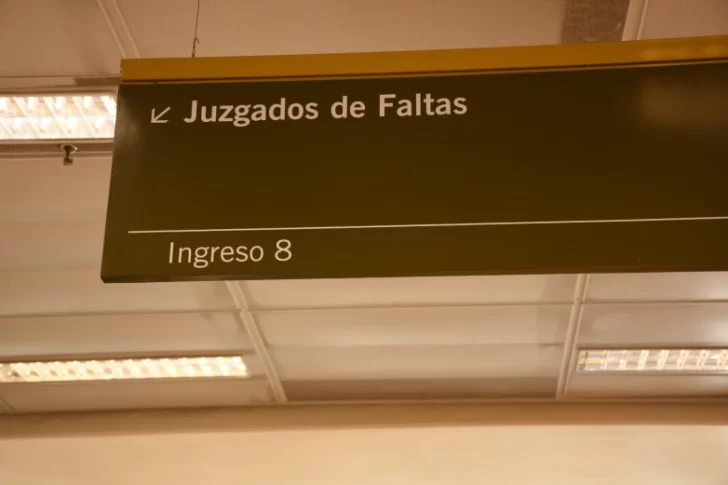 ↙ Juzgados de Faltas
Ingreso 8